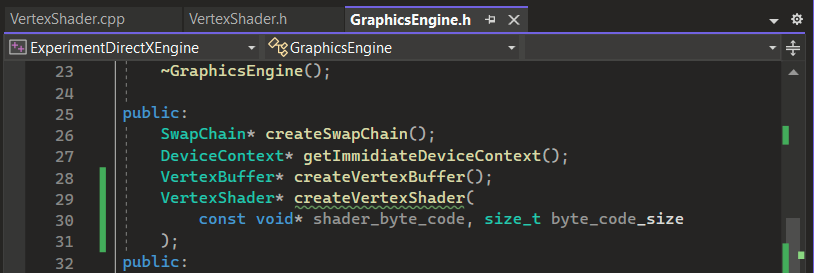 VertexShader.cpp VertexShader.h GraphicsEngine.h
ExperimentDirectXEngine GraphicsEngine
23 ~GraphicsEngine();
24
25 public:
26 SwapChain* createSwapChain();
27 DeviceContext* getImmidiateDeviceContext();
28 VertexBuffer* createVertexBuffer();
29 VertexShader* createVertexShader(
30 const void* shader_byte_code, size_t byte_code_size
31 );
32 public: